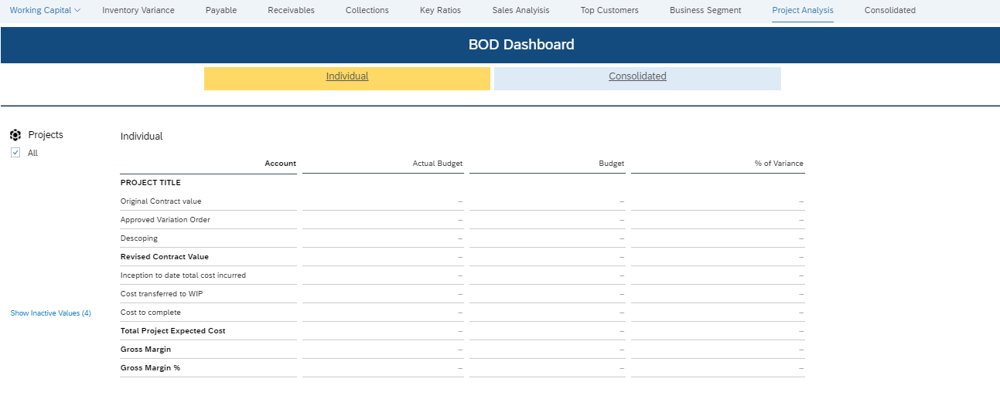 Working Capital Inventory Variance Payable Receivables Collections Key Ratios Sales Analyisis Top Customers Business Segment Project Analysis Consolidated
BOD Dashboard
Individual Consolidated
Projects
All
Show Inactive Values (4)
Individual
Account Actual Budget Budget % of Variance
PROJECT TITLE
Original Contract value – – –
Approved Variation Order – – –
Descoping – – –
Revised Contract Value – – –
Inception to date total cost incurred – – –
Cost transferred to WIP – – –
Cost to complete – – –
Total Project Expected Cost – – –
Gross Margin – – –
Gross Margin % – – –